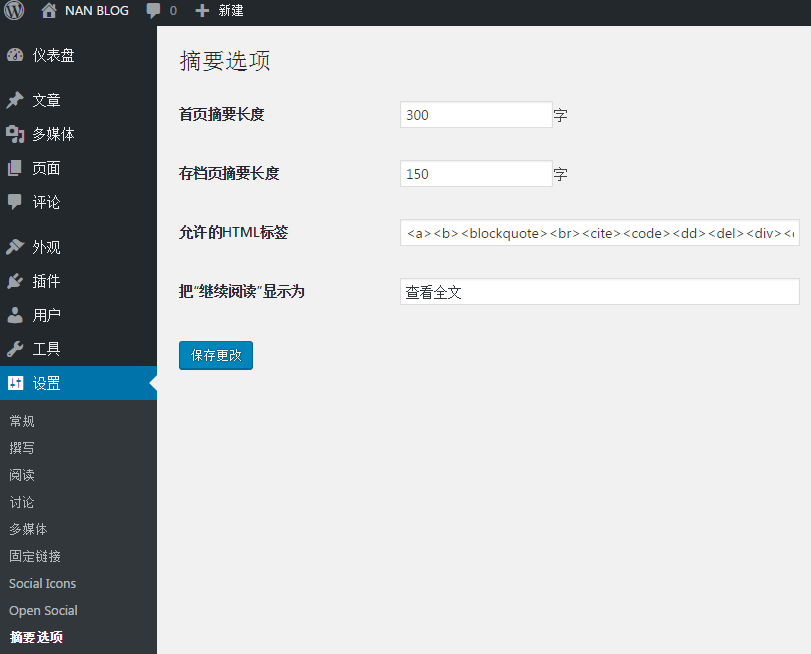 NAN BLOG 0 新建
仪表盘
文章
多媒体
页面
评论
外观
插件
用户
工具
设置
常规
撰写
阅读
讨论
多媒体
固定链接
Social Icons
Open Social
摘要选项
摘要选项
首页摘要长度 300 字
存档页摘要长度 150 字
允许的HTML标签 <a><b><blockquote><br><cite><code><dd><del><div><
把“继续阅读”显示为 查看全文
保存更改